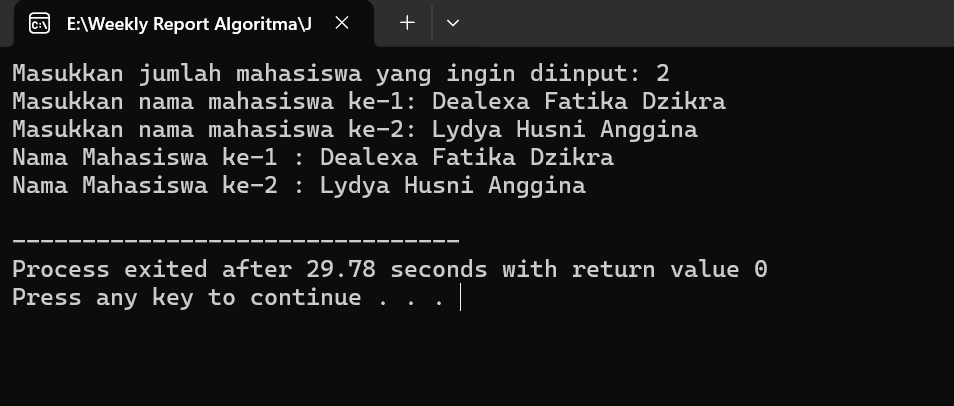 E:\Weekly Report Algoritma\J
Masukkan jumlah mahasiswa yang ingin diinput: 2
Masukkan nama mahasiswa ke-1: Dealexa Fatika Dzikra
Masukkan nama mahasiswa ke-2: Lydya Husni Anggina
Nama Mahasiswa ke-1 : Dealexa Fatika Dzikra
Nama Mahasiswa ke-2 : Lydya Husni Anggina
--------------------------------
Process exited after 29.78 seconds with return value 0
Press any key to continue . . .